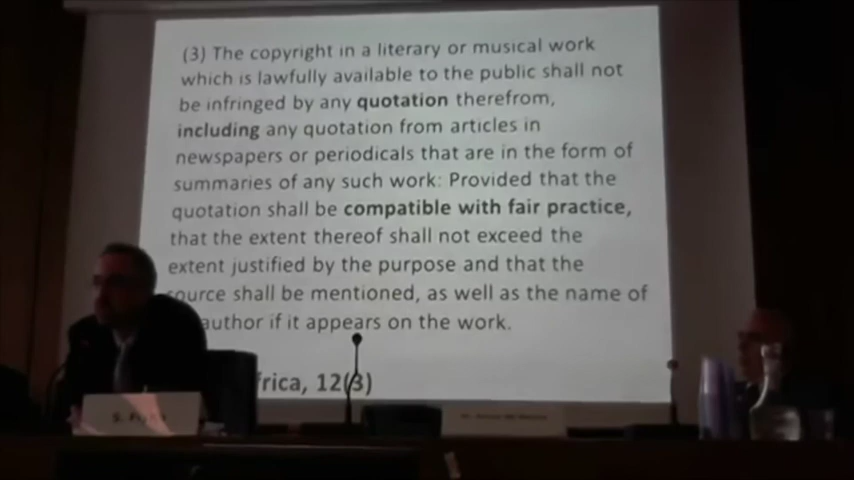 (3) The copyright in a literary or musical work
which is lawfully available to the public shall not
be infringed by any quotation therefrom,
including any quotation from articles in
newspapers or periodicals that are in the form of
summaries of any such work: Provided that the
quotation shall be compatible with fair practice,
that the extent thereof shall not exceed the
extent justified by the purpose and that the
source shall be mentioned, as well as the name of
author if it appears on the work.
frica, 12(3)